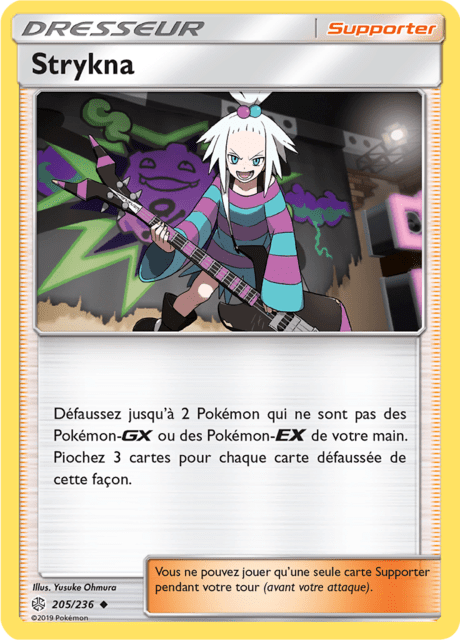 DRESSEUR
Supporter
Strykna
Défaussez jusqu'à 2 Pokémon qui ne sont pas des
Pokémon-GX ou des Pokémon-EX de votre main.
Piochez 3 cartes pour chaque carte défaussée de
cette façon.
Vous ne pouvez jouer qu'une seule carte Supporter
pendant votre tour (avant votre attaque).
Illus. Yusuke Ohmura
205/236
©2019 Pokémon